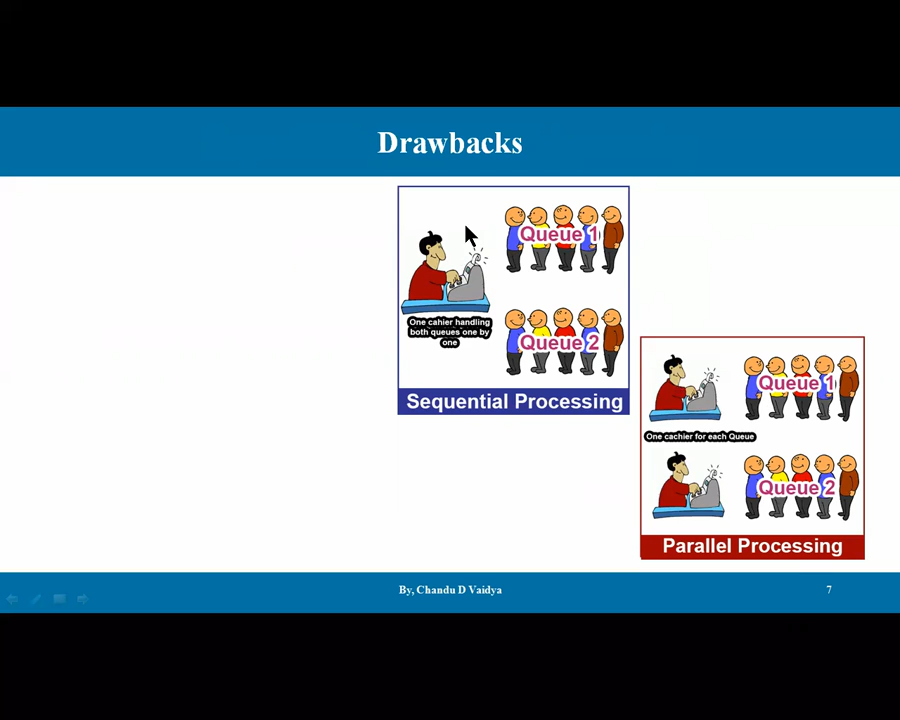 Drawbacks
Queue 1
One cahier handling
both queues one by
one
Queue 2
Sequential Processing
Queue 1
One cachier for each Queue
Queue 2
Parallel Processing
By, Chandu D Vaidya
7